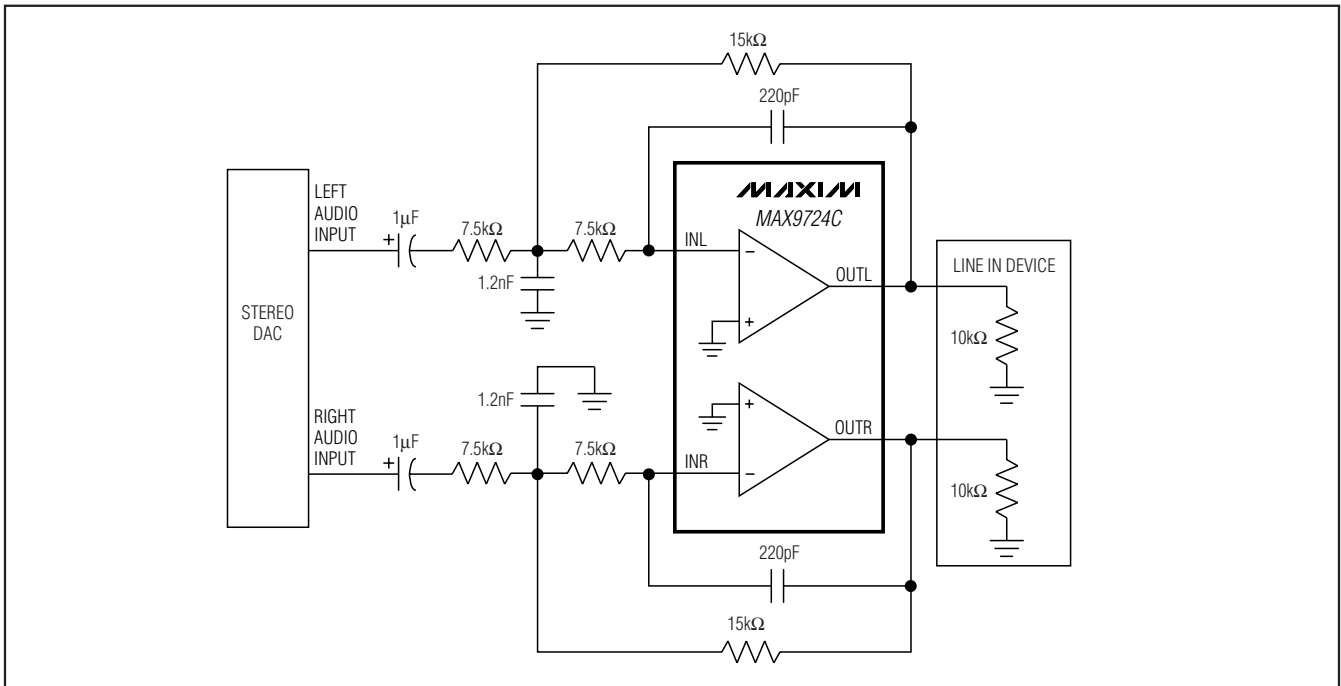 15kΩ
220pF
MAXIM
MAX9724C
LEFT
AUDIO
INPUT
1μF
+
7.5kΩ
7.5kΩ
INL
−
OUTL
LINE IN DEVICE
1.2nF
+
10kΩ
STEREO
DAC
1.2nF
+
RIGHT
AUDIO
INPUT
1μF
+
7.5kΩ
7.5kΩ
INR
−
OUTR
10kΩ
220pF
15kΩ